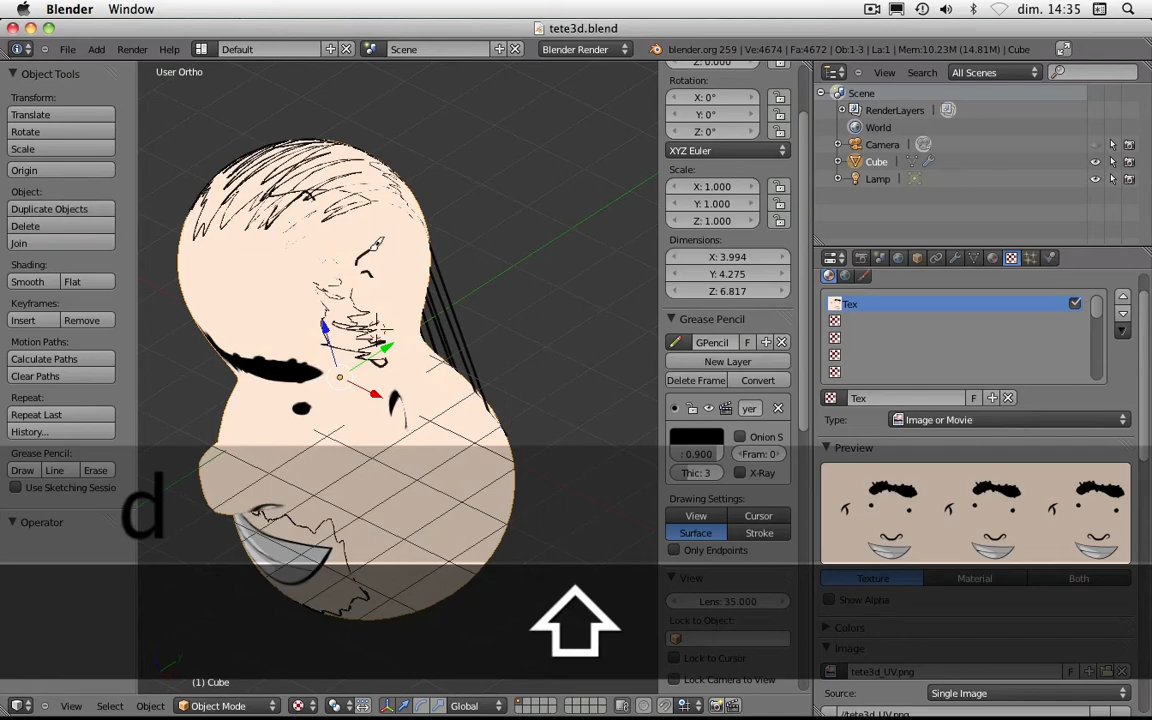 Blender Window dim. 14:35
tete3d.blend
File Add Render Help Default Scene Blender Render blender.org 259 | Ve:4674 | Fa:4672 | Ob:1-3 | La:1 | Mem:10.23M (14.81M) | Cube
Object Tools
Transform:
Translate
Rotate
Scale
Origin
Object:
Duplicate Objects
Delete
Join
Shading:
Smooth Flat
Keyframes:
Insert Remove
Motion Paths:
Calculate Paths
Clear Paths
Repeat:
Repeat Last
History...
Grease Pencil:
Draw Line Erase
Use Sketching Sessio
Operator
User Ortho
d
(1) Cube
Z: 0.000
Rotation:
X: 0°
Y: 0°
Z: 0°
XYZ Euler
Scale:
X: 1.000
Y: 1.000
Z: 1.000
Dimensions:
X: 3.994
Y: 4.275
Z: 6.817
Grease Pencil
GPencil F
New Layer
Delete Frame Convert
yer
Onion S
: 0.900 Fram: 0
Thic: 3 X-Ray
Drawing Settings:
View Cursor
Surface Stroke
Only Endpoints
View
Lens: 35.000
Lock to Object:
Lock to Cursor
Lock Camera to View
View Search All Scenes
Scene
RenderLayers
World
Camera
Cube
Lamp
Tex
Tex F
Type: Image or Movie
Preview
Texture Material Both
Show Alpha
Colors
Image
tete3d_UV.png F
Source: Single Image
//tete3d_UV.png
View Select Object Object Mode Global